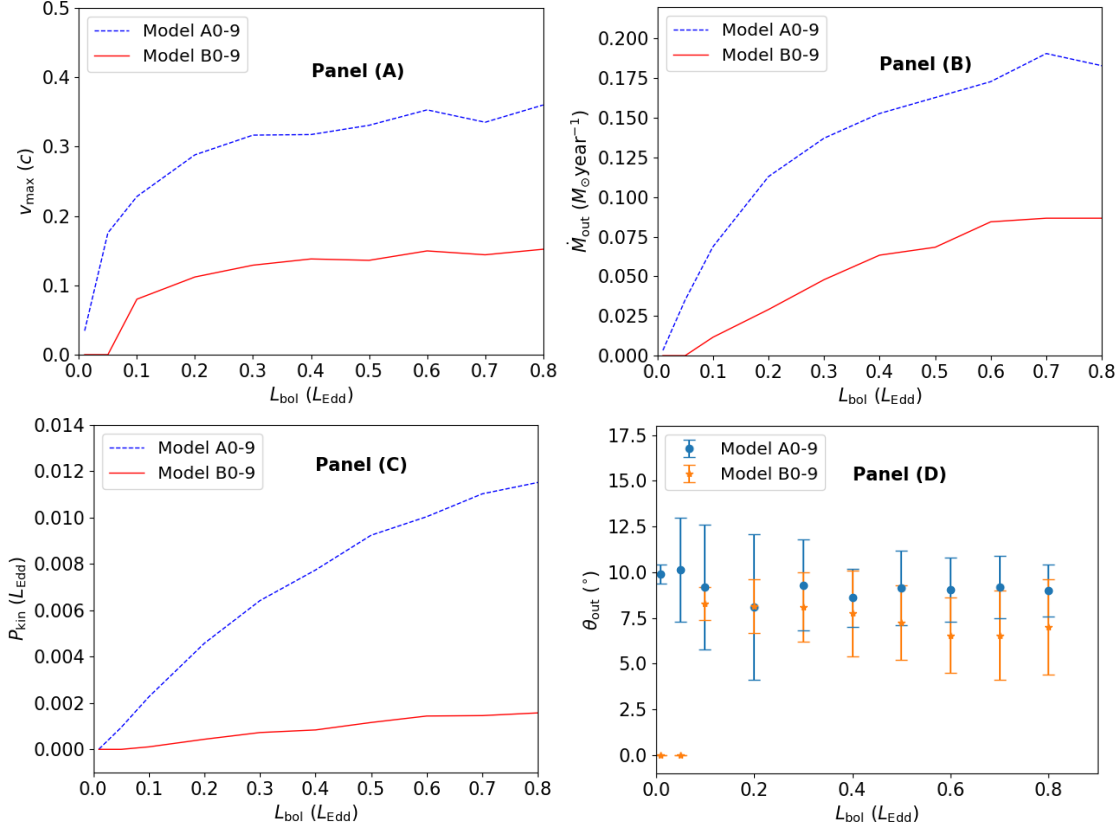 0.5
0.4
0.3
0.2
0.1
0.0
v_max (c)
Model A0-9
Model B0-9
Panel (A)
0.0 0.1 0.2 0.3 0.4 0.5 0.6 0.7 0.8
L_bol (L_Edd)
0.200
0.175
0.150
0.125
0.100
0.075
0.050
0.025
0.000
Ṁ_out (M_⊙year⁻¹)
Model A0-9
Model B0-9
Panel (B)
0.0 0.1 0.2 0.3 0.4 0.5 0.6 0.7 0.8
L_bol (L_Edd)
0.014
0.012
0.010
0.008
0.006
0.004
0.002
0.000
P_kin (L_Edd)
Model A0-9
Model B0-9
Panel (C)
0.0 0.1 0.2 0.3 0.4 0.5 0.6 0.7 0.8
L_bol (L_Edd)
17.5
15.0
12.5
10.0
7.5
5.0
2.5
0.0
θ_out (°)
Model A0-9
Model B0-9
Panel (D)
0.0 0.2 0.4 0.6 0.8
L_bol (L_Edd)